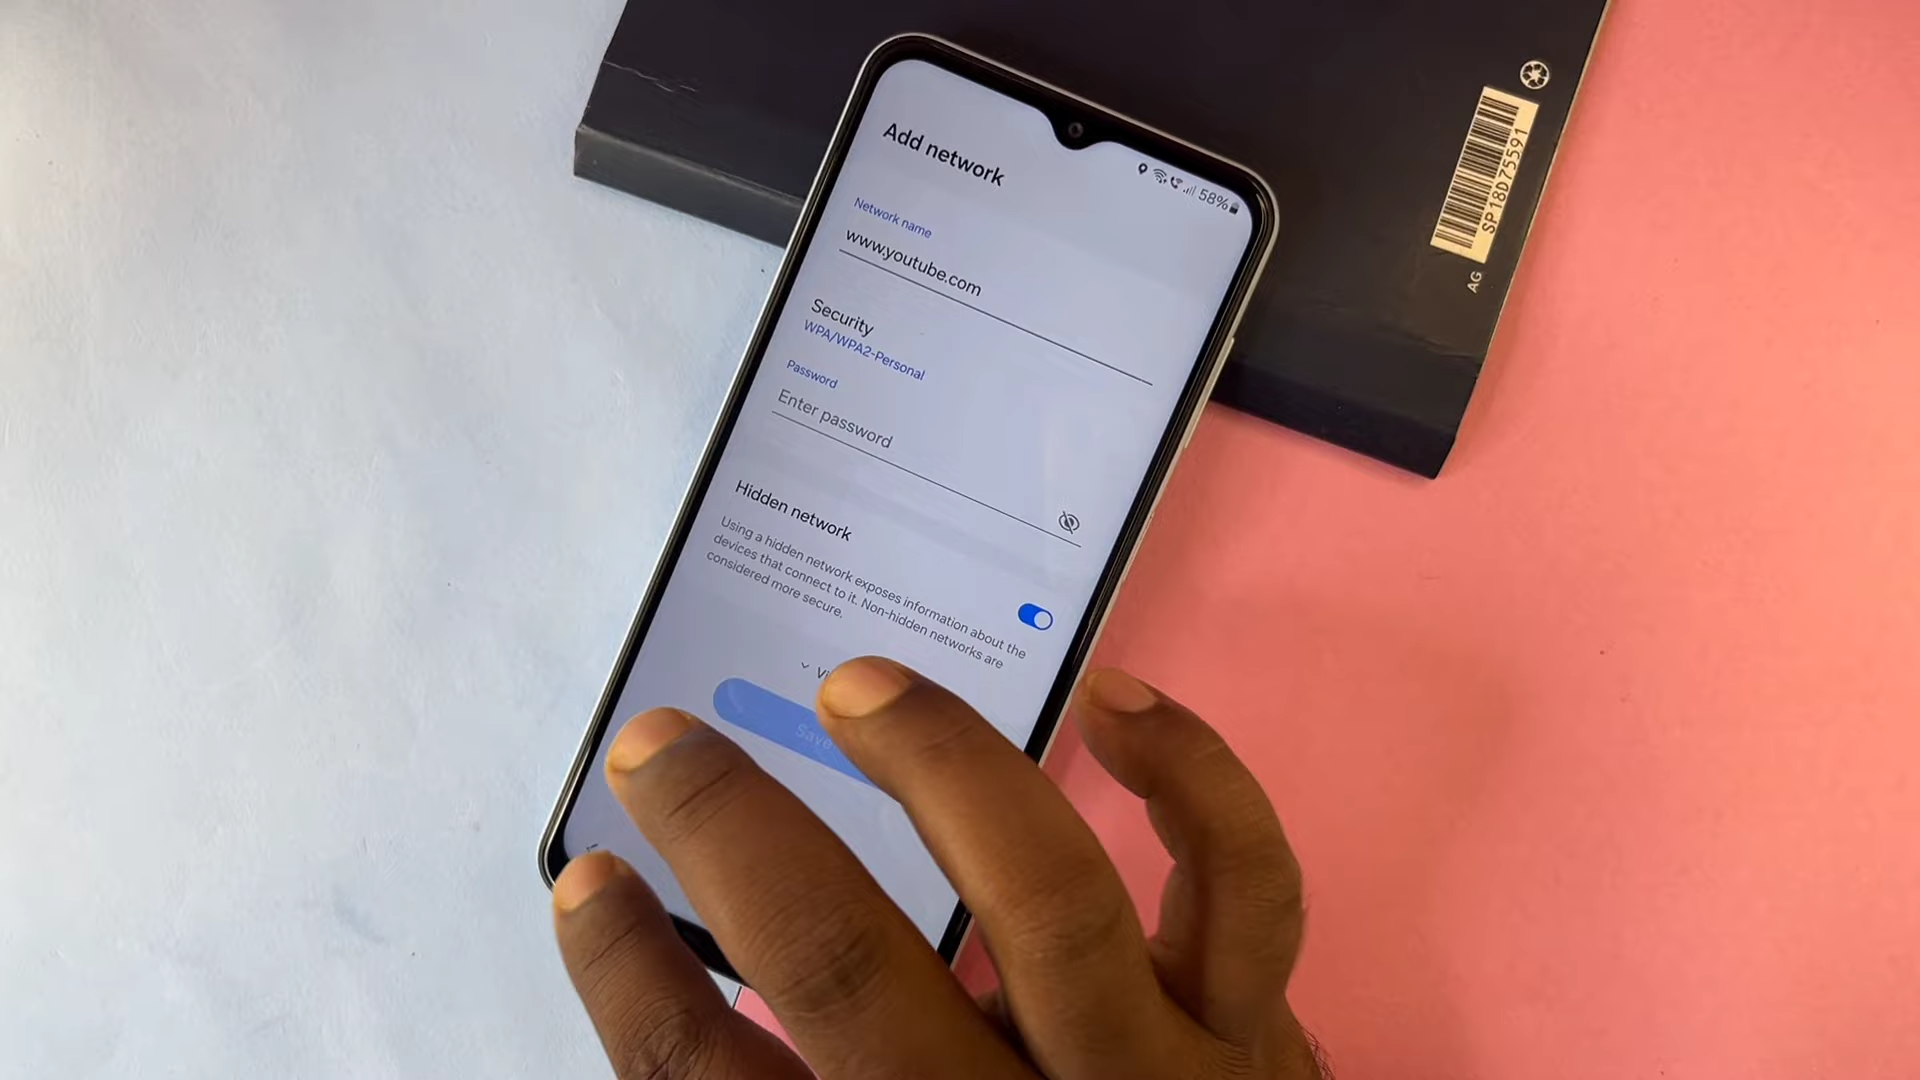 58%
Add network
Network name
www.youtube.com
Security
WPA/WPA2-Personal
Password
Enter password
Hidden network
Using a hidden network exposes information about the
devices that connect to it. Non-hidden networks are
considered more secure.
Save
SP18D75591
AG